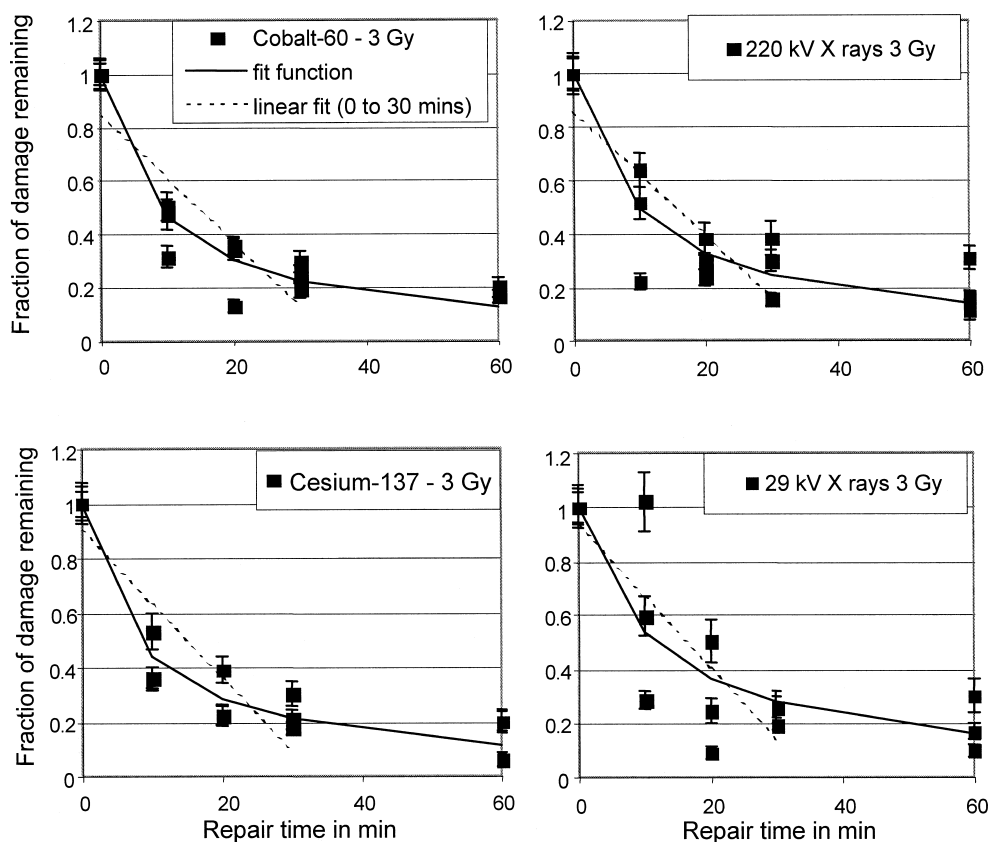 Fraction of damage remaining
1.2
1
0.8
0.6
0.4
0.2
0
Cobalt-60 - 3 Gy
fit function
linear fit (0 to 30 mins)
0 20 40 60
1.2
1
0.8
0.6
0.4
0.2
0
220 kV X rays 3 Gy
0 20 40 60
Fraction of damage remaining
1.2
1
0.8
0.6
0.4
0.2
0
Cesium-137 - 3 Gy
0 20 40 60
Repair time in min
1.2
1
0.8
0.6
0.4
0.2
0
29 kV X rays 3 Gy
0 20 40 60
Repair time in min